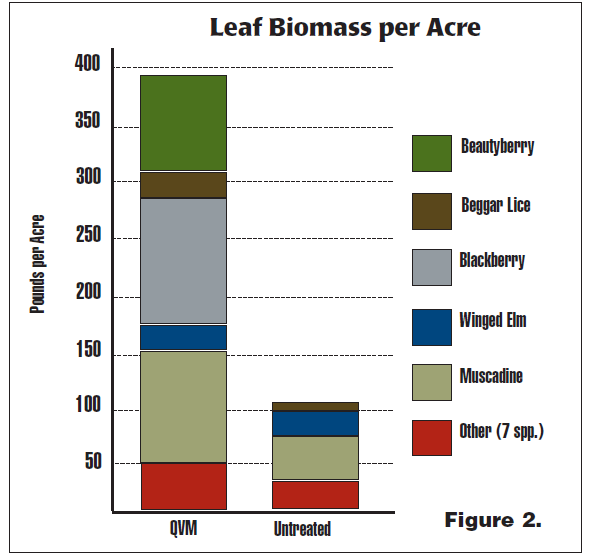 Leaf Biomass per Acre
400
350
300
250
200
150
100
50
Pounds per Acre
QVM
Untreated
Beautyberry
Beggar Lice
Blackberry
Winged Elm
Muscadine
Other (7 spp.)
Figure 2.